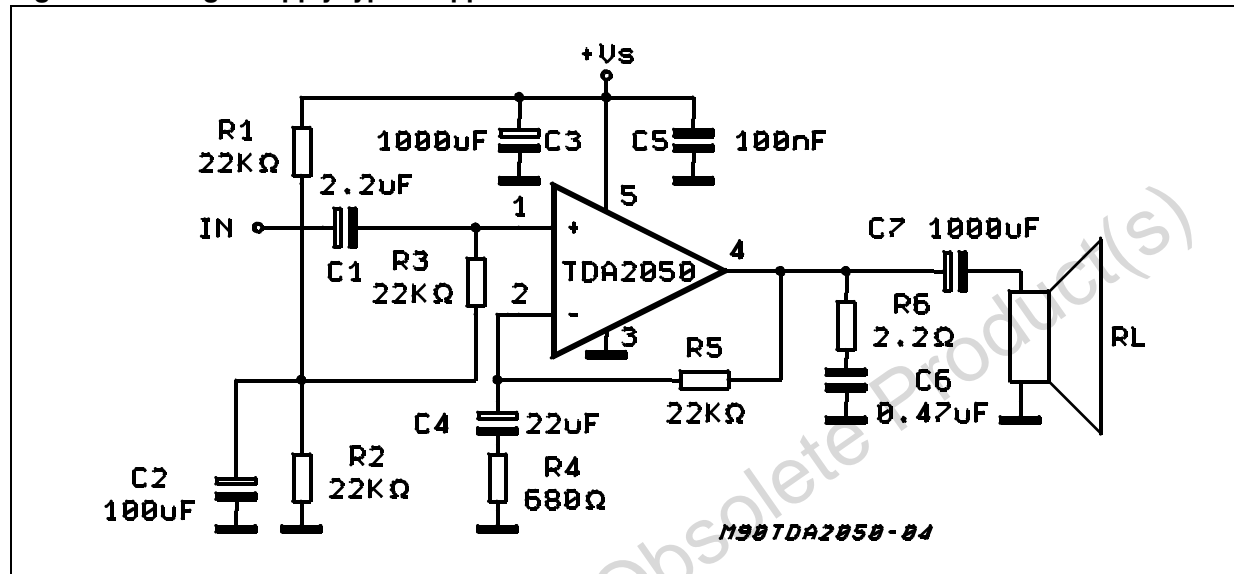 +Vs
R1
22KΩ
1000uF C3
C5 100nF
2.2uF
IN
C1
R3
22KΩ
1
2
+
-
TDA2050
5
3
4
C7 1000uF
R6
2.2Ω
C6
0.47uF
RL
R5
22KΩ
C4 22uF
R4
680Ω
C2
100uF
R2
22KΩ
M90TDA2050-04
Obsolete Product(s)